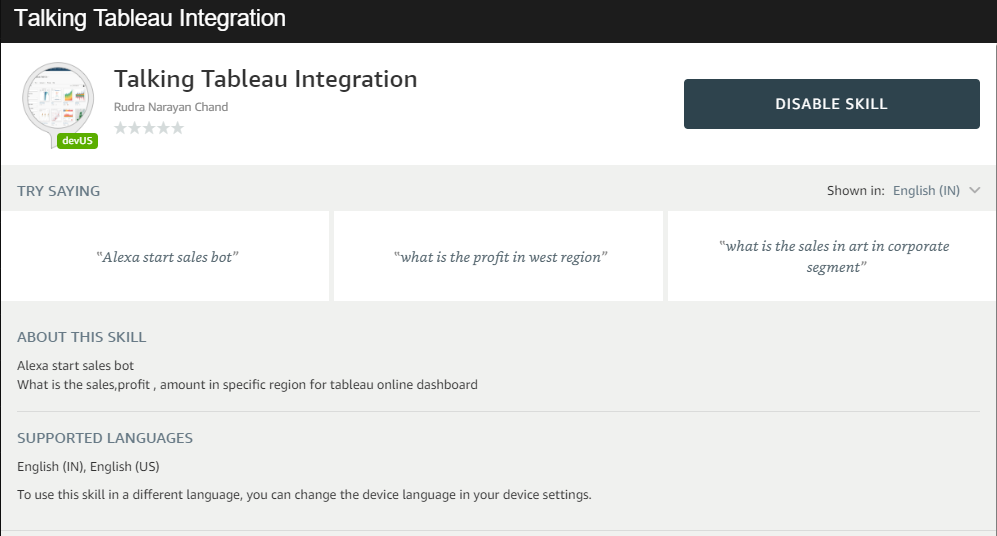 Talking Tableau Integration
Talking Tableau Integration
Rudra Narayan Chand
DISABLE SKILL
devUS
TRY SAYING
Shown in: English (IN)
"Alexa start sales bot"
"what is the profit in west region"
"what is the sales in art in corporate
segment"
ABOUT THIS SKILL
Alexa start sales bot
What is the sales,profit , amount in specific region for tableau online dashboard
SUPPORTED LANGUAGES
English (IN), English (US)
To use this skill in a different language, you can change the device language in your device settings.